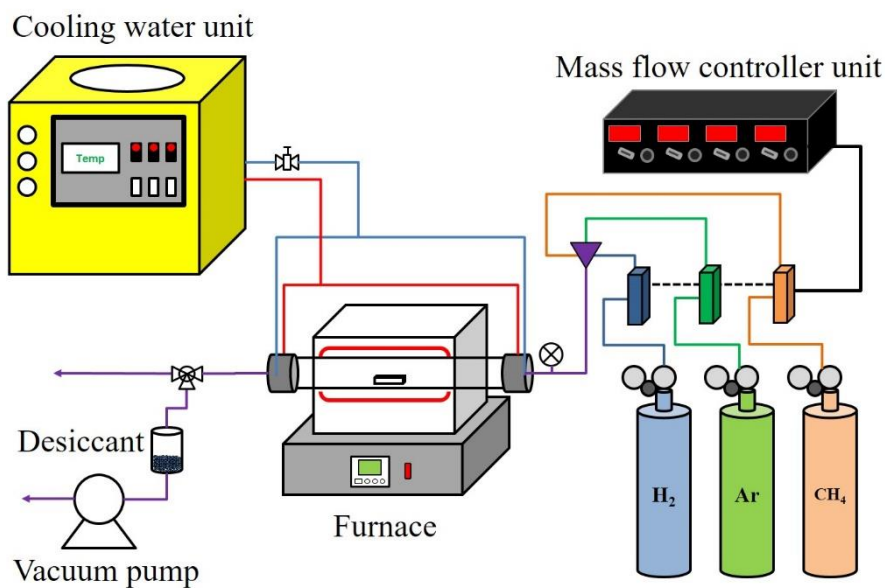 Cooling water unit
Mass flow controller unit
Temp
Desiccant
Furnace
Vacuum pump
H₂
Ar
CH₄